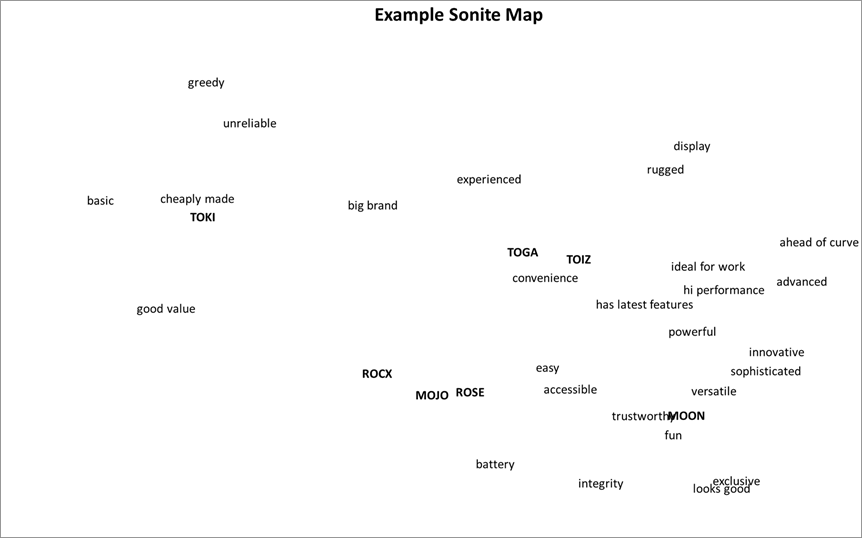 Example Sonite Map
greedy
unreliable
display
rugged
experienced
basic
cheaply made
big brand
TOKI
ahead of curve
TOGA
TOIZ
ideal for work
convenience
advanced
hi performance
has latest features
good value
powerful
innovative
easy
sophisticated
ROCX
accessible
versatile
MOJO
ROSE
trustworthy
MOON
fun
battery
integrity
exclusive
looks good